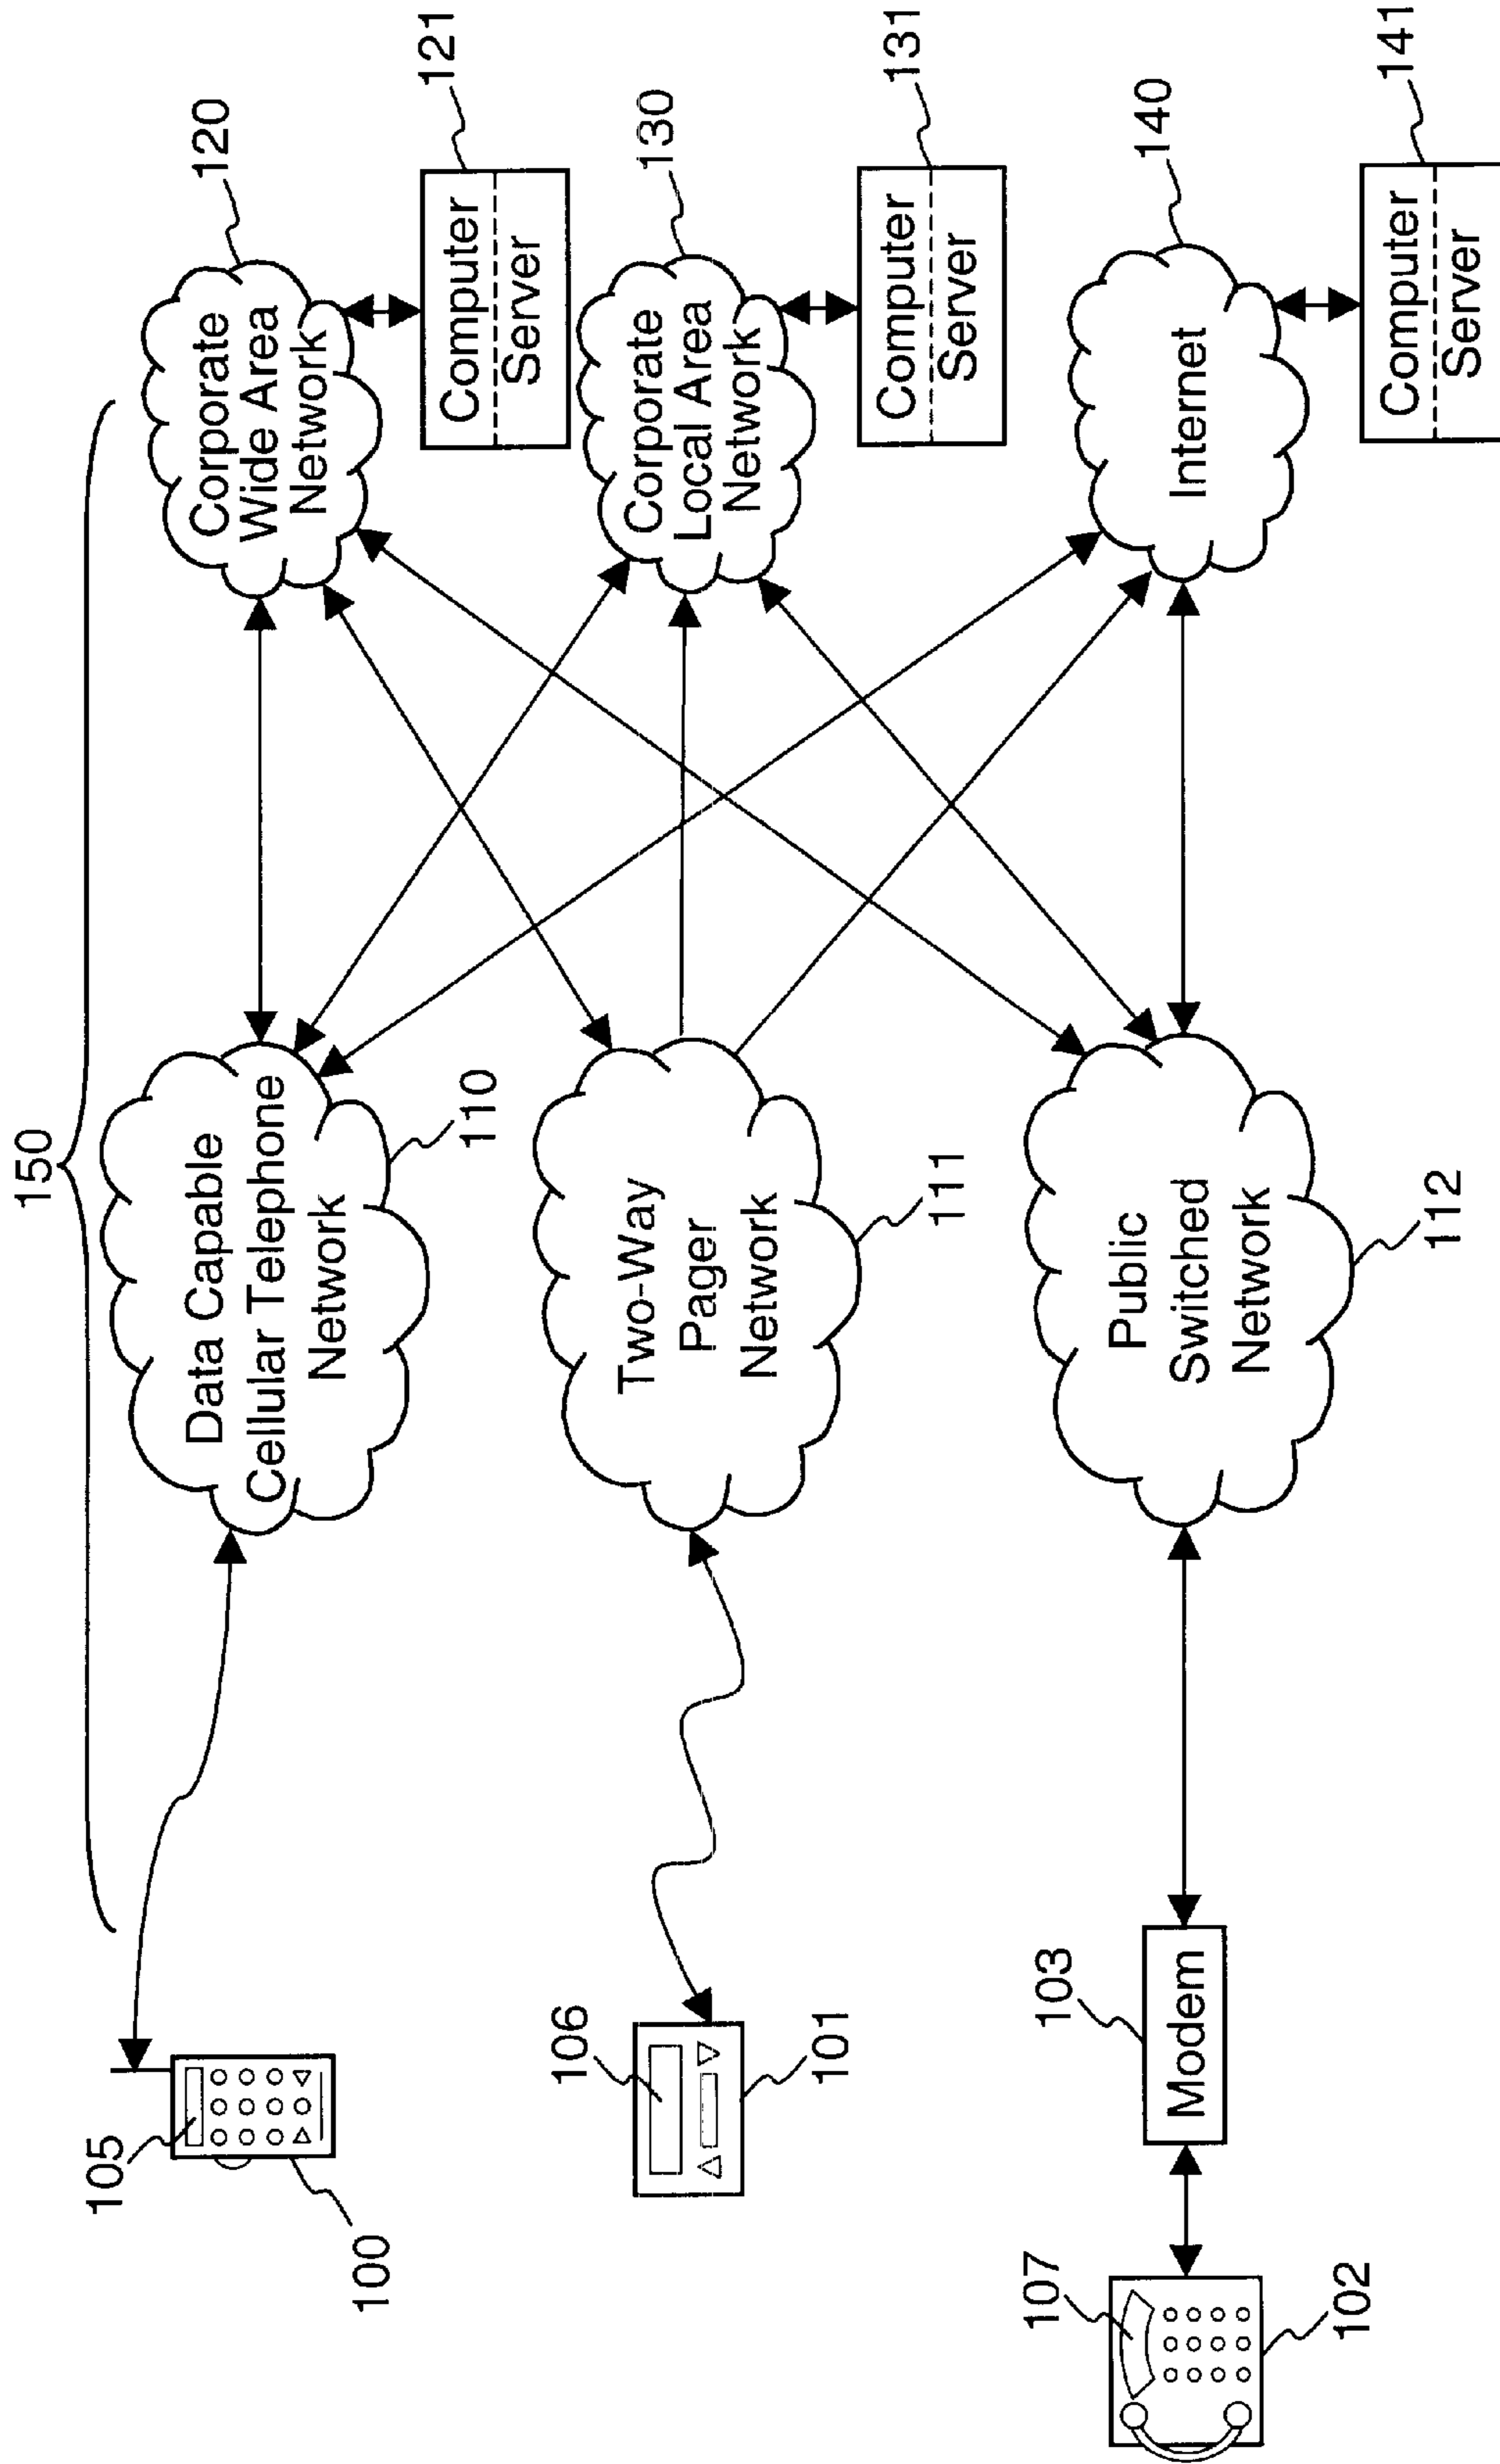 150
105
100
Data Capable
Cellular Telephone
Network
110
Corporate
Wide Area
Network
120
Computer
Server
121
106
101
Two-Way
Pager
Network
111
Corporate
Local Area
Network
130
Computer
Server
131
107
102
103
Modem
Public
Switched
Network
112
Internet
140
Computer
Server
141